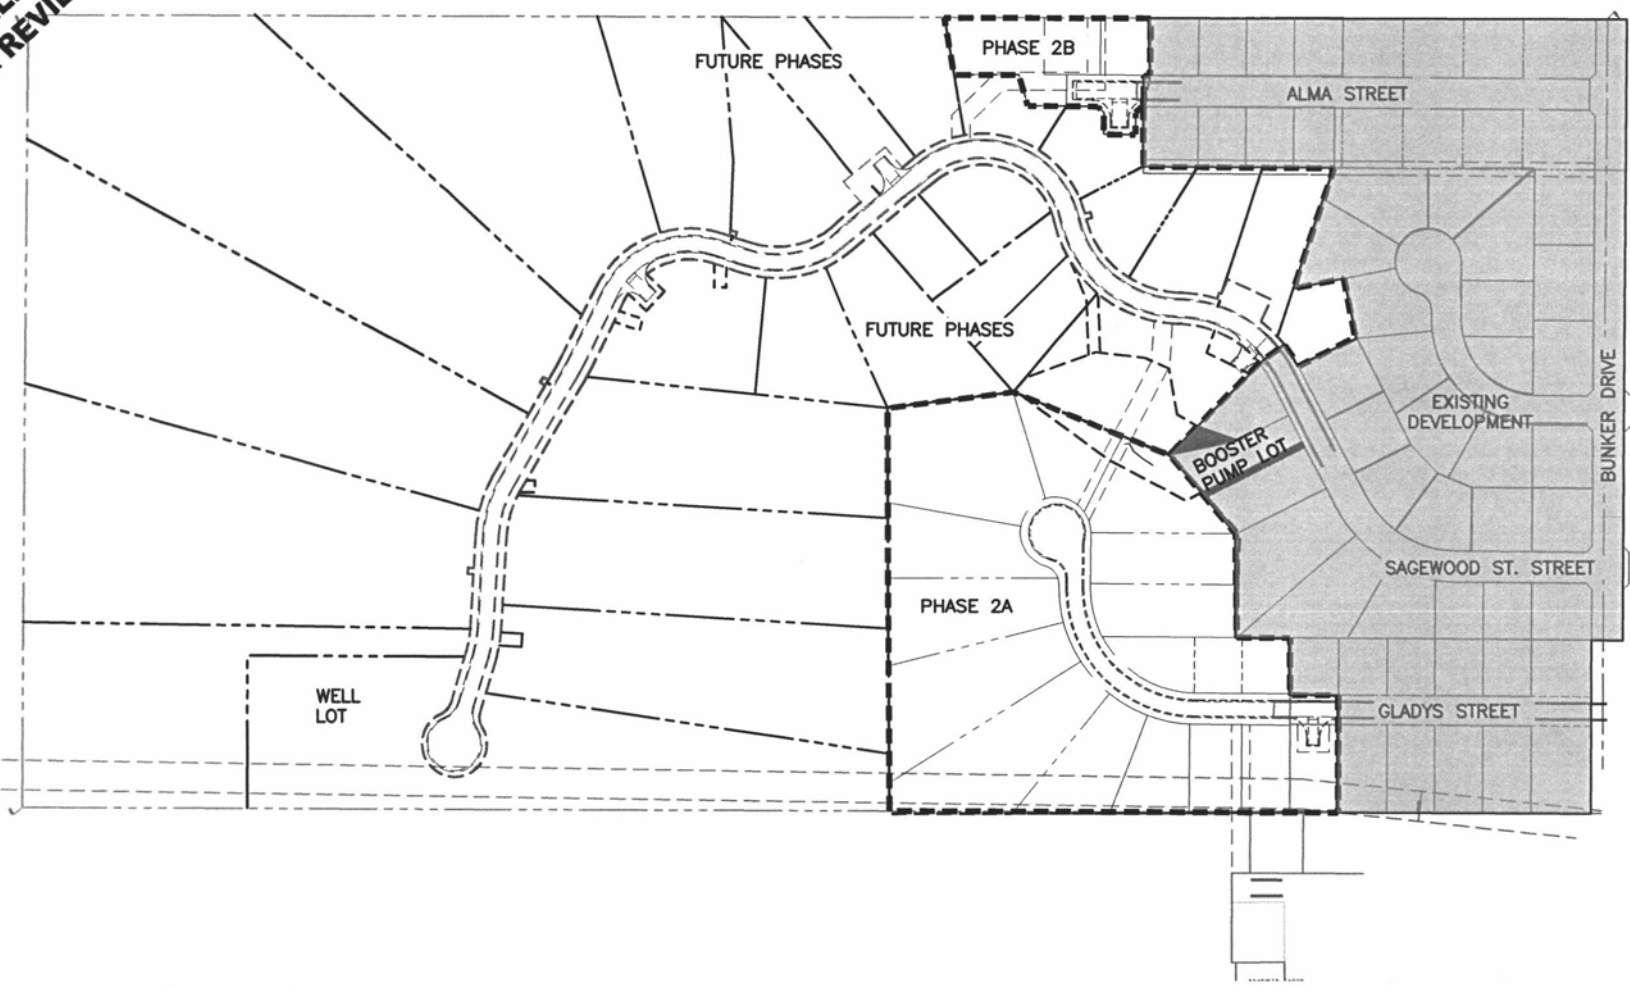 REVIE
PHASE 2B
FUTURE PHASES
ALMA STREET
FUTURE PHASES
BUNKER DRIVE
EXISTING
DEVELOPMENT
BOOSTER
PUMP LOT
SAGEWOOD ST. STREET
PHASE 2A
WELL
LOT
GLADYS STREET